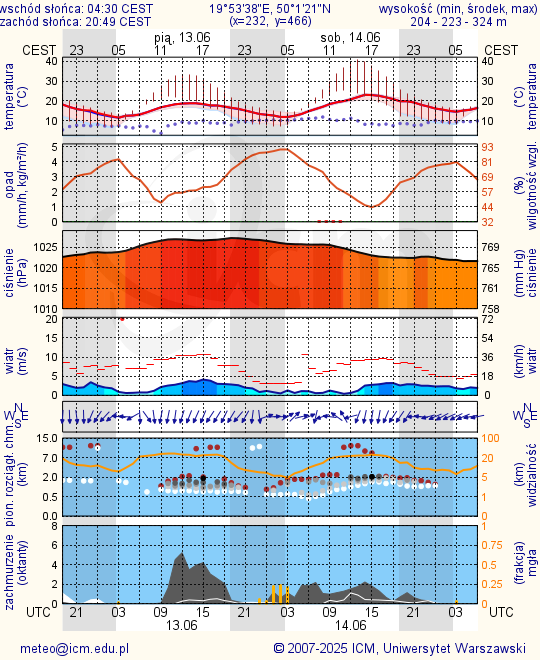 wschód słońca: 04:30 CEST 19°53'38"E, 50°1'21"N wysokość (min, środek, max)
zachód słońca: 20:49 CEST (x=232, y=466) 204 - 223 - 324 m
pią, 13.06 sob, 14.06
CEST 23 05 11 17 23 05 11 17 23 05 CEST
temperatura (°C) 40 30 20 10 40 30 20 10 (°C) temperatura
opad (mm/h, kg/m²/h) 5 4 3 2 1 0 93 81 69 57 44 32 (%) wilgotność wzgl.
ciśnienie (hPa) 1025 1020 1015 1010 769 765 761 758 (mm Hg) ciśnienie
wiatr (m/s) 20 15 10 5 0 72 54 36 18 0 (km/h) wiatr
N W E S N W E S
pion. rozciągł. chm. (km) 15.0 10.0 5.0 2.0 0.5 0.0 100 20 10 5 1 0 (km) widzialność
zachmurzenie (oktanty) 8 6 4 2 0 1 0.75 0.5 0.25 0 (frakcja) mgła
UTC 21 03 09 15 21 03 09 15 21 03 UTC
13.06 14.06
meteo@icm.edu.pl © 2007-2025 ICM, Uniwersytet Warszawski